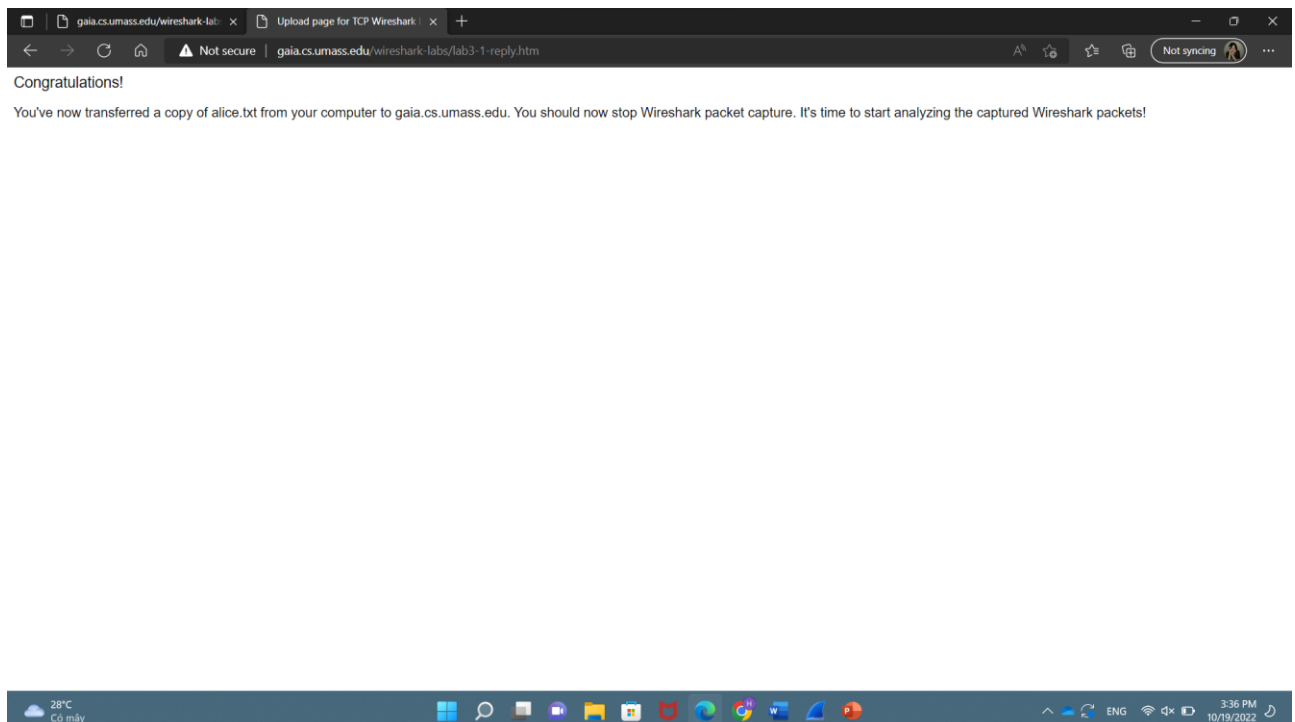 gaia.cs.umass.edu/wireshark-lab
Upload page for TCP Wireshark L
Not secure | gaia.cs.umass.edu/wireshark-labs/lab3-1-reply.htm
Not syncing
Congratulations!
You've now transferred a copy of alice.txt from your computer to gaia.cs.umass.edu. You should now stop Wireshark packet capture. It's time to start analyzing the captured Wireshark packets!
28°C
Có mây
ENG
3:36 PM
10/19/2022